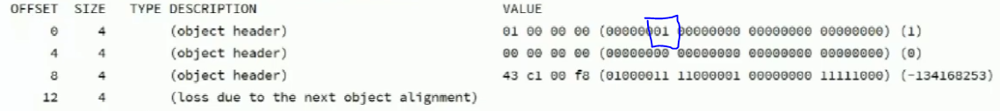 OFFSET SIZE TYPE DESCRIPTION VALUE
0 4 (object header) 01 00 00 00 (00000001 00000000 00000000 00000000) (1)
4 4 (object header) 00 00 00 00 (00000000 00000000 00000000 00000000) (0)
8 4 (object header) 43 c1 00 f8 (01000011 11000001 00000000 11111000) (-134168253)
12 4 (loss due to the next object alignment)